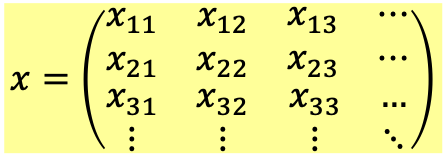 x₁₁ x₁₂ x₁₃ ⋯
x₂₁ x₂₂ x₂₃ ⋯
x = x₃₁ x₃₂ x₃₃ …
⋮ ⋮ ⋮ ⋱